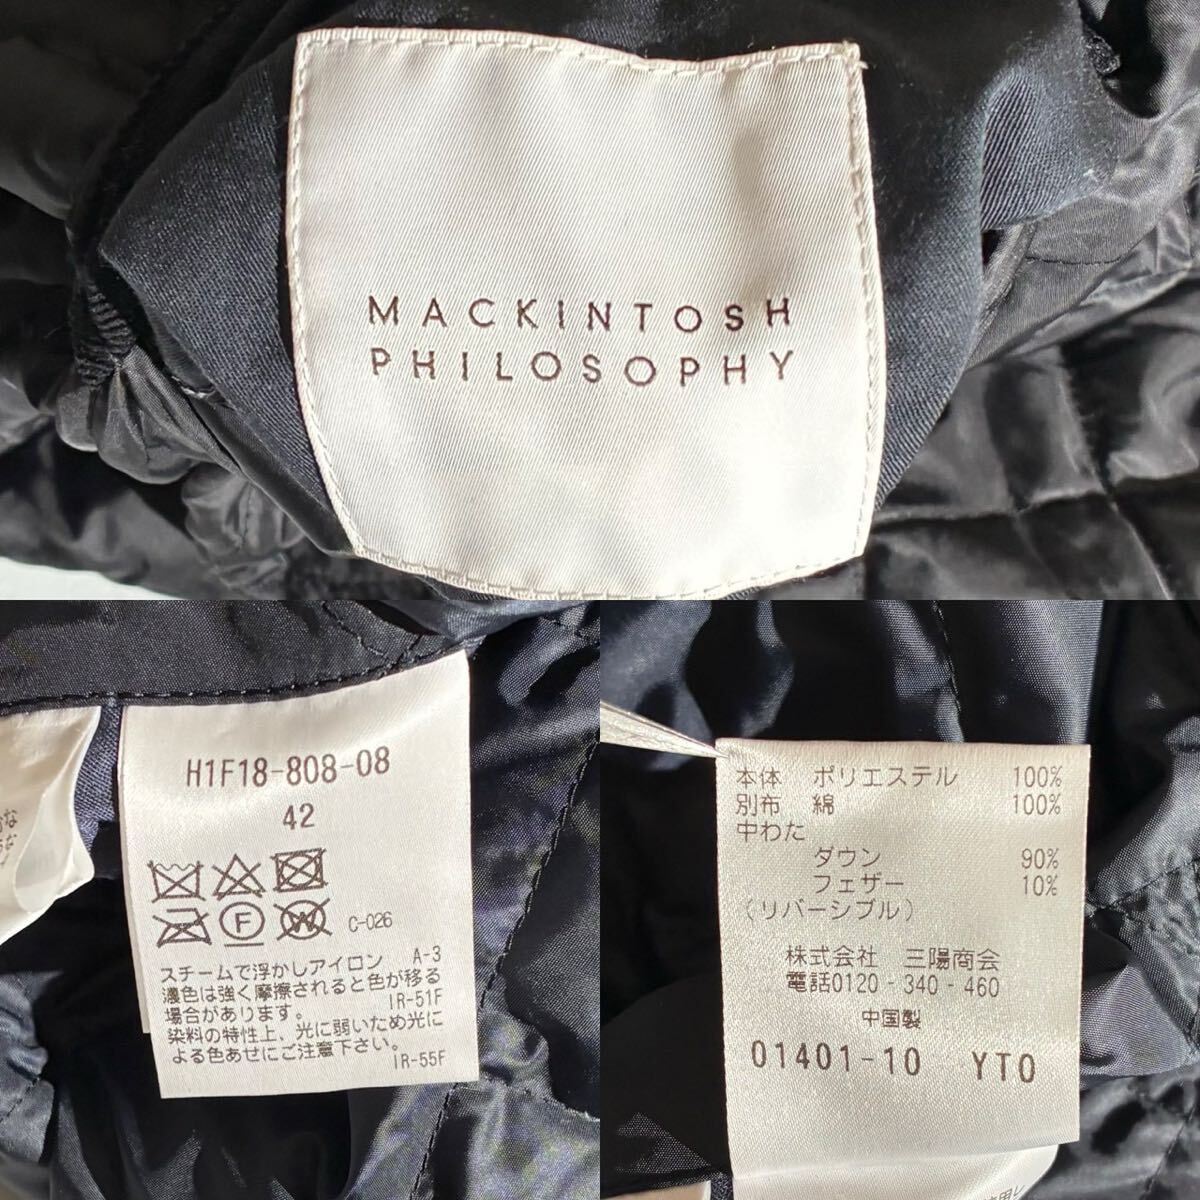 MACKINTOSH
PHILOSOPHY
H1F18-808-08
42
F
W
C-026
スチームで浮かしアイロン A-3
濃色は強く摩擦されると色が移る
場合があります。 IR-51F
染料の特性上、光に弱いため光に
よる色あせにご注意下さい。
IR-55F
本体 ポリエステル 100%
別布 綿 100%
中わた
ダウン 90%
フェザー 10%
(リバーシブル)
株式会社 三陽商会
電話0120-340-460
中国製
01401-10 YTO